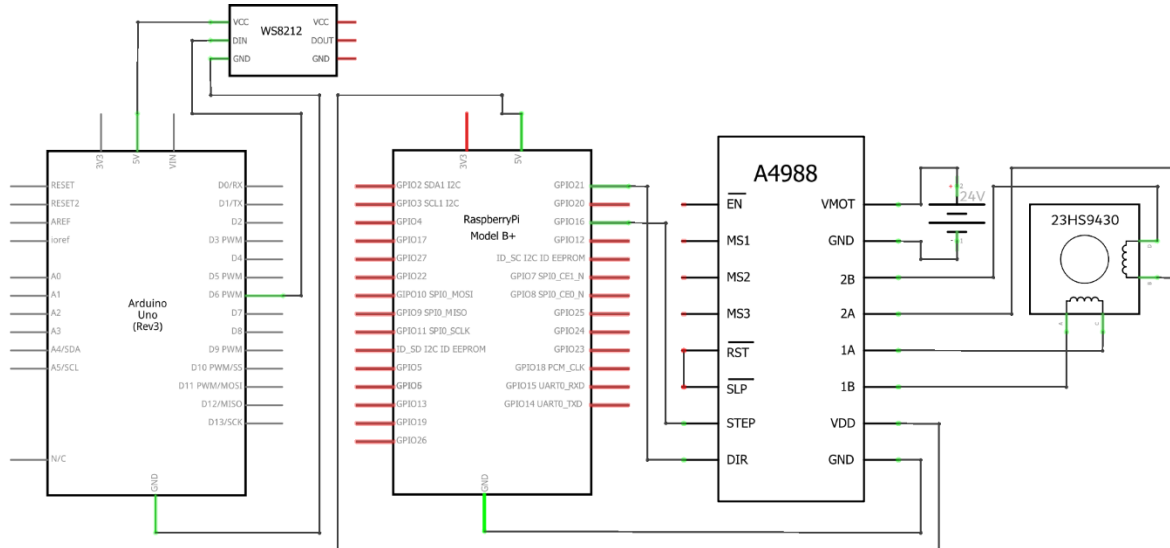 WS8212
VCC
DIN
GND
VCC
DOUT
GND
3V3
5V
VIN
RESET
RESET2
AREF
ioref
A0
A1
A2
A3
A4/SDA
A5/SCL
N/C
Arduino
Uno
(Rev3)
D0/RX
D1/TX
D2
D3 PWM
D4
D5 PWM
D6 PWM
D7
D8
D9 PWM
D10 PWM/SS
D11 PWM/MOSI
D12/MISO
D13/SCK
GND
3V3
5V
GPIO2 SDA1 I2C
GPIO3 SCL1 I2C
GPIO4
GPIO17
GPIO27
GPIO22
GPIO10 SPI0_MOSI
GPIO9 SPI0_MISO
GPIO11 SPI0_SCLK
ID_SD I2C ID EEPROM
GPIO5
GPIO6
GPIO13
GPIO19
GPIO26
RaspberryPi
Model B+
GPIO21
GPIO20
GPIO16
GPIO12
ID_SC I2C ID EEPROM
GPIO7 SPI0_CE1_N
GPIO8 SPI0_CE0_N
GPIO25
GPIO24
GPIO23
GPIO18 PCM_CLK
GPIO15 UART0_RXD
GPIO14 UART0_TXD
GND
A4988
EN
MS1
MS2
MS3
RST
SLP
STEP
DIR
VMOT
GND
2B
2A
1A
1B
VDD
GND
24V
23HS9430